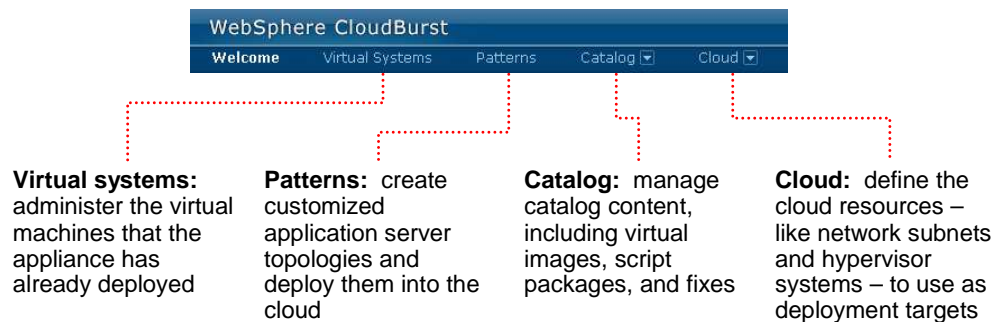 WebSphere CloudBurst
Welcome Virtual Systems Patterns Catalog Cloud
Virtual systems:
administer the virtual
machines that the
appliance has
already deployed
Patterns: create
customized
application server
topologies and
deploy them into the
cloud
Catalog: manage
catalog content,
including virtual
images, script
packages, and fixes
Cloud: define the
cloud resources –
like network subnets
and hypervisor
systems – to use as
deployment targets